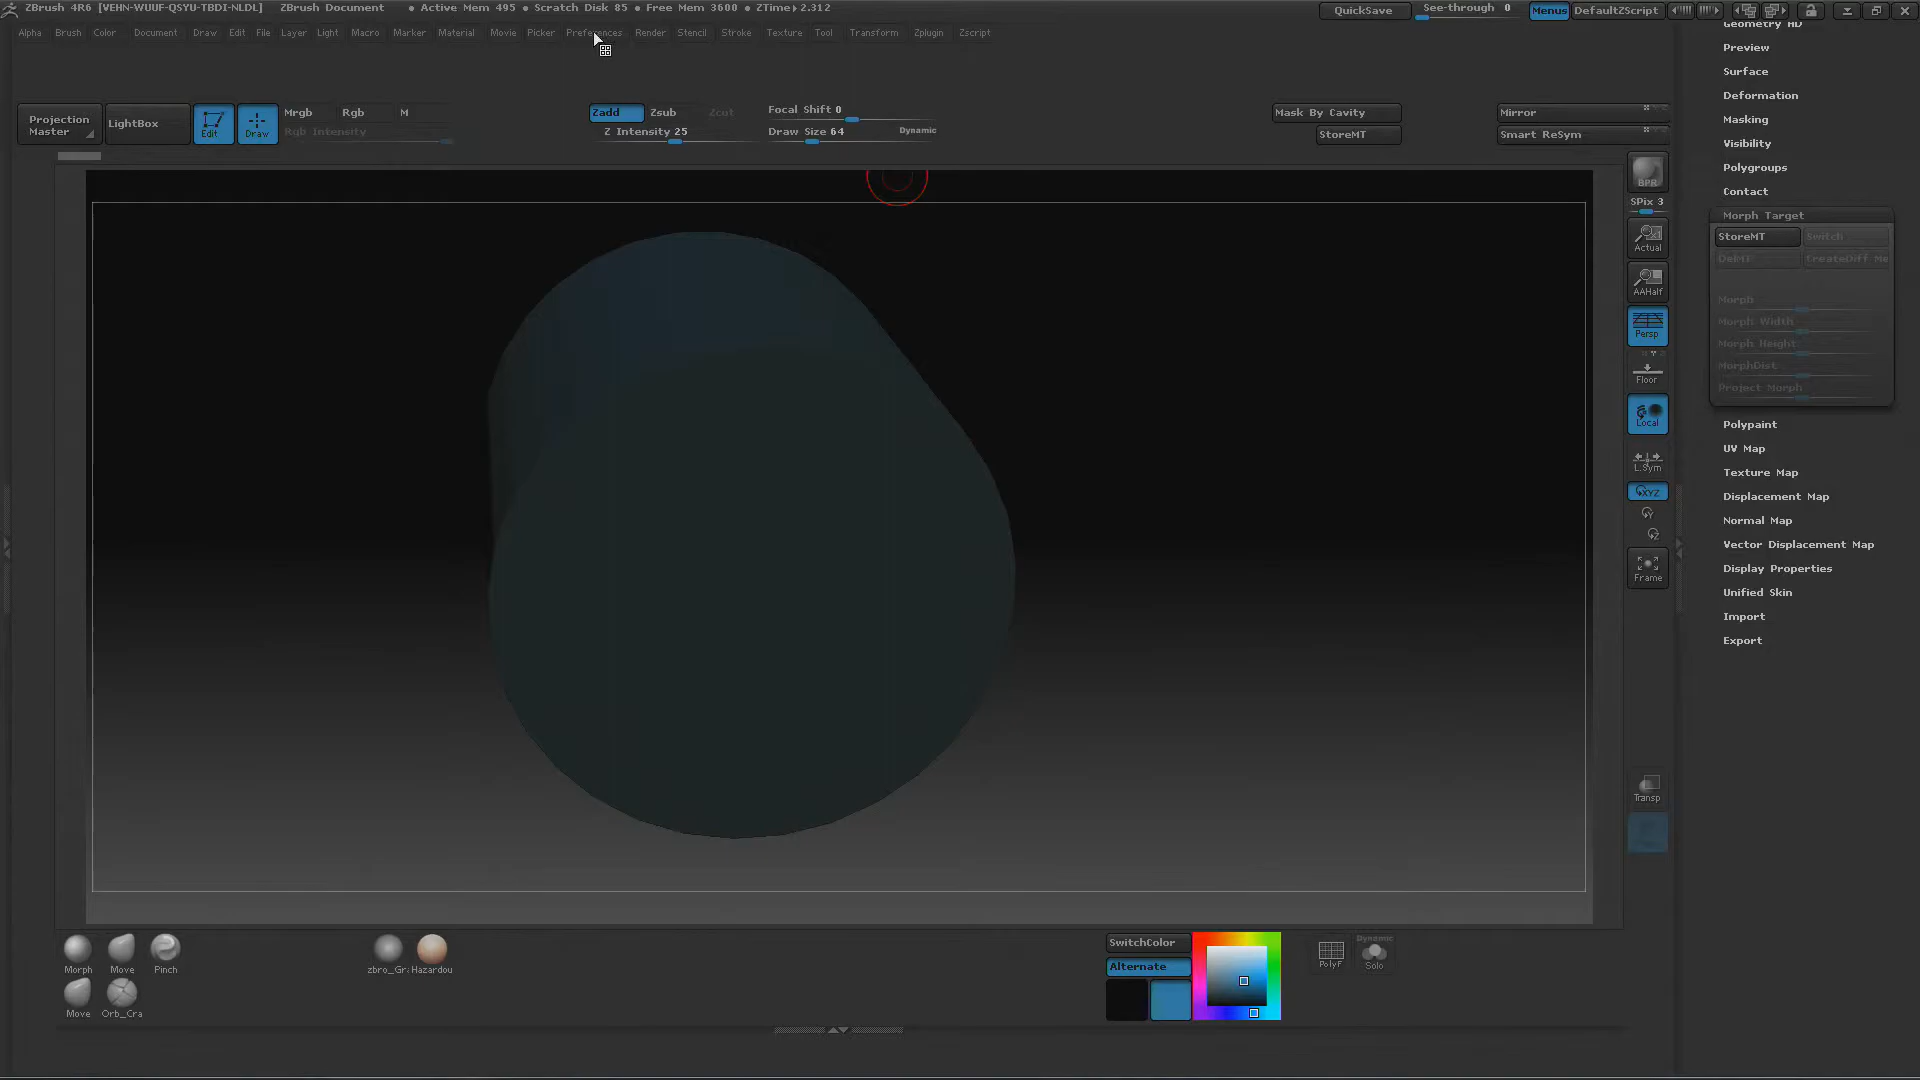 ZBrush 4R6 [VEHN-WUUF-QSYU-TBDI-NLDL] ZBrush Document • Active Mem 495 • Scratch Disk 85 • Free Mem 3600 • ZTime▸2.312 QuickSave See-through 0 Menus DefaultZScript
Alpha Brush Color Document Draw Edit File Layer Light Macro Marker Material Movie Picker Preferences Render Stencil Stroke Texture Tool Transform Zplugin Zscript
Projection
Master
LightBox
Edit
Draw
Mrgb Rgb M
Rgb Intensity
Zadd Zsub Zcut
Z Intensity 25
Focal Shift 0
Draw Size 64
Dynamic
Mask By Cavity
StoreMT
Mirror
Smart ReSym
BPR
SPix 3
Actual
AAHalf
Persp
Floor
Local
L.Sym
XYZ
Y
Z
Frame
Transp
Geometry HD
Preview
Surface
Deformation
Masking
Visibility
Polygroups
Contact
Morph Target
StoreMT Switch
DelMT CreateDiff Me
Morph
Morph Width
Morph Height
MorphDist
Project Morph
Polypaint
UV Map
Texture Map
Displacement Map
Normal Map
Vector Displacement Map
Display Properties
Unified Skin
Import
Export
Morph Move Pinch
Move Orb_Cra
zbro_Gr Hazardou
SwitchColor
Alternate
PolyF
Dynamic
Solo